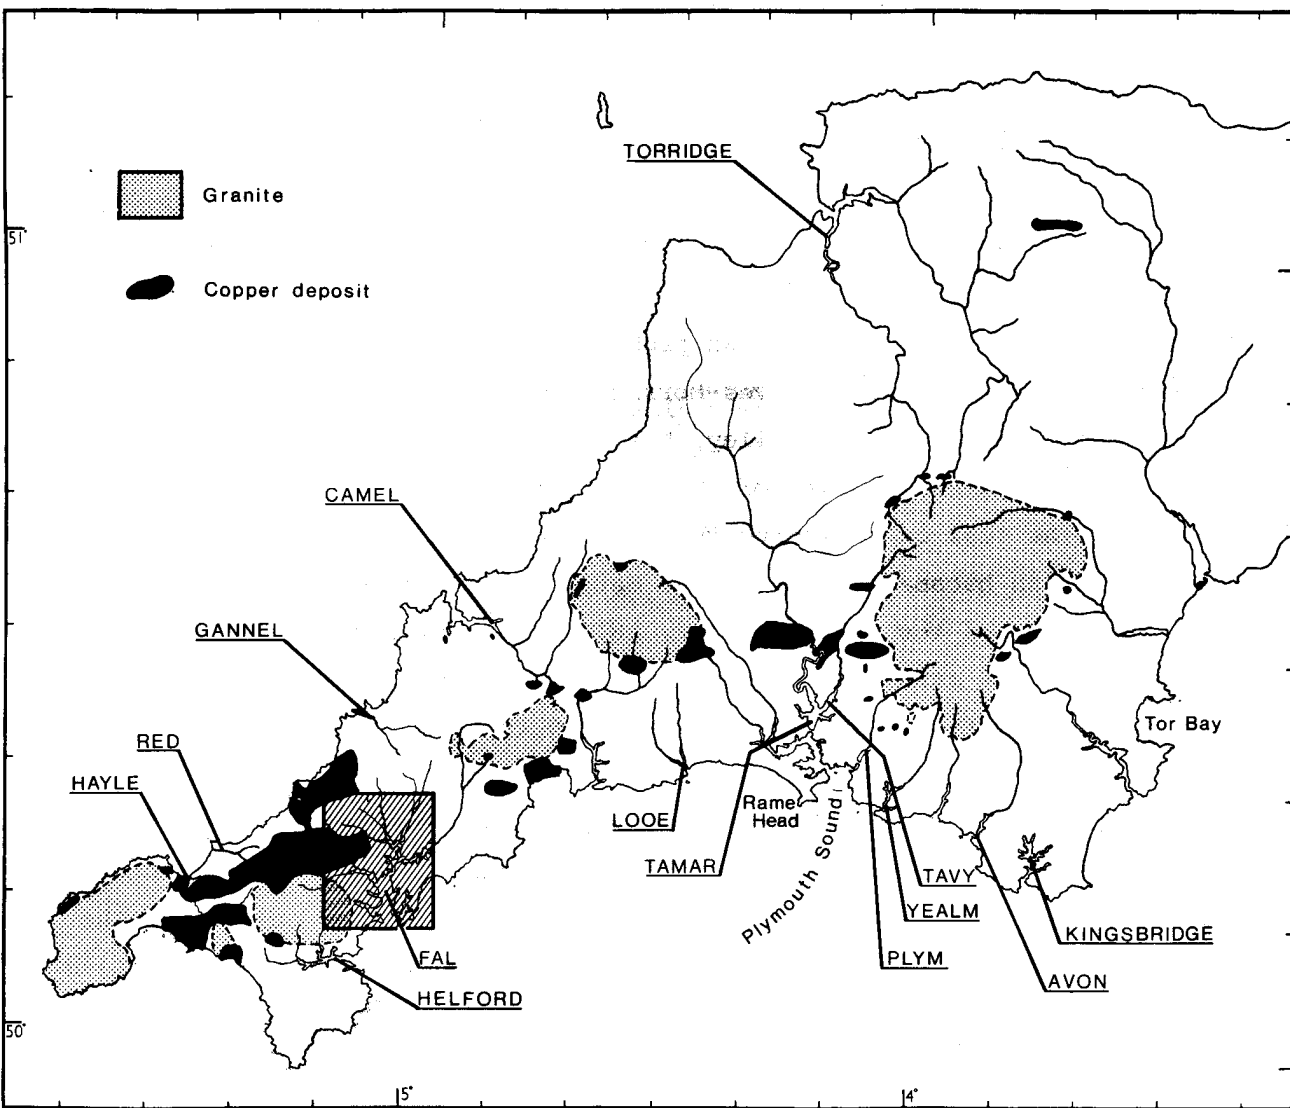 TORRIDGE
Granite
51°
Copper deposit
CAMEL
GANNEL
RED
HAYLE
Tor Bay
LOOE
Rame
Head
TAMAR
Plymouth Sound
TAVY
YEALM
KINGSBRIDGE
FAL
PLYM
AVON
HELFORD
50°
5°
4°